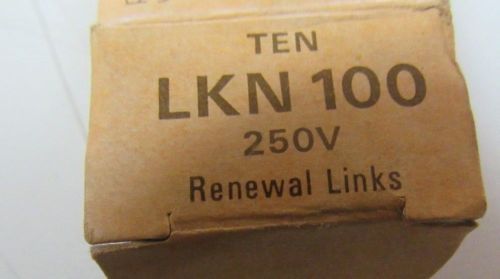 TEN
LKN 100
250V
Renewal Links